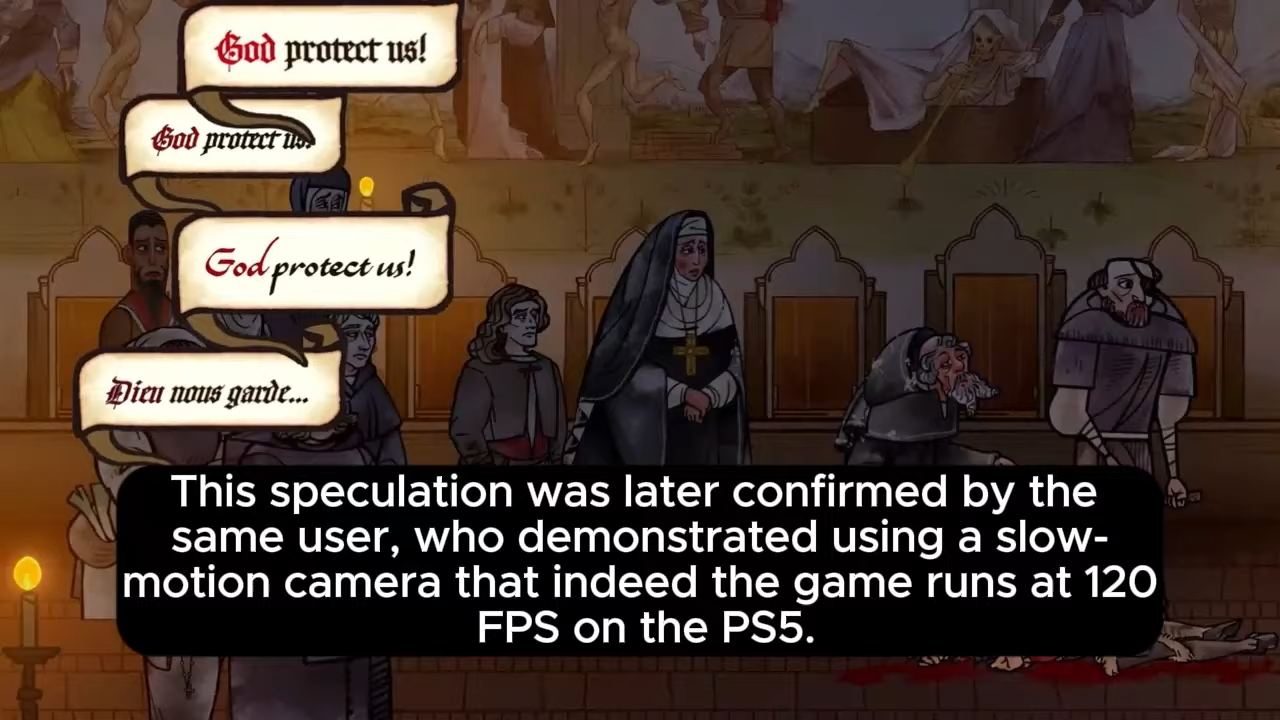 God protect us!
God protect us!
God protect us!
Dieu nous garde...
This speculation was later confirmed by the
same user, who demonstrated using a slow-
motion camera that indeed the game runs at 120
FPS on the PS5.